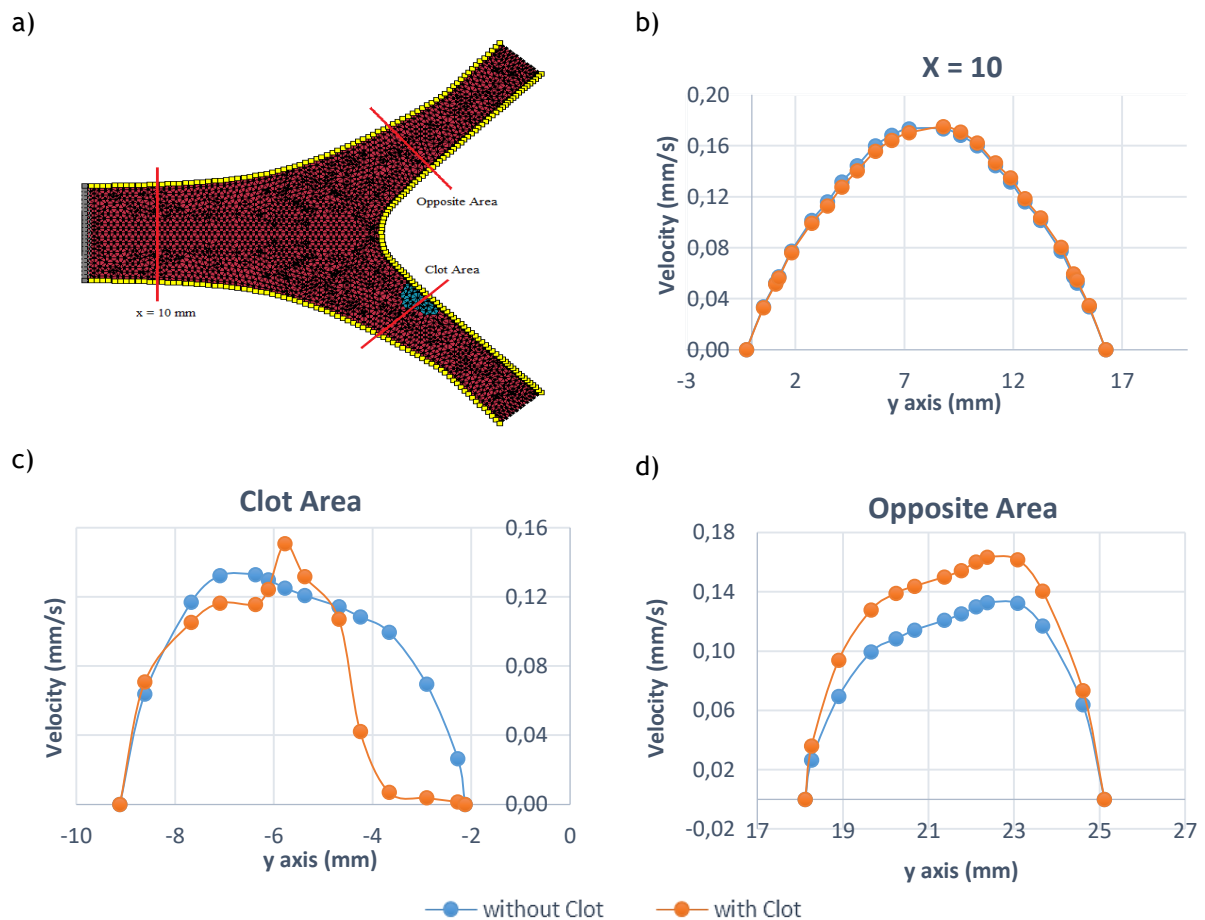 a)
Opposite Area
Clot Area
x = 10 mm
b)
X = 10
0,20
0,16
0,12
0,08
0,04
0,00
-3 2 7 12 17
Velocity (mm/s)
y axis (mm)
c)
Clot Area
0,16
0,12
0,08
0,04
0,00
-10 -8 -6 -4 -2 0
Velocity (mm/s)
y axis (mm)
d)
Opposite Area
0,18
0,14
0,10
0,06
0,02
-0,02
17 19 21 23 25 27
Velocity (mm/s)
y axis (mm)
without Clot with Clot